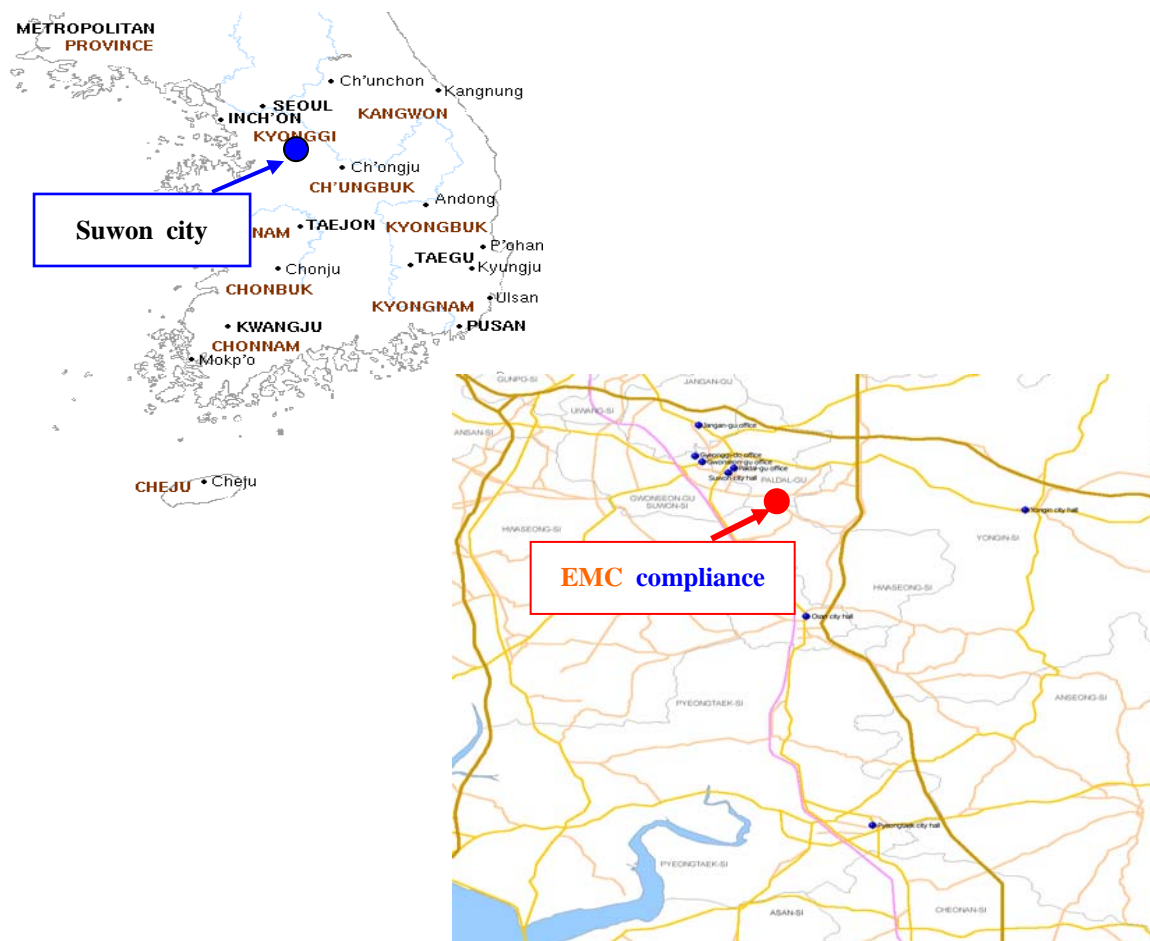 METROPOLITAN
PROVINCE
Ch'unchon
Kangnung
SEOUL
KANGWON
INCH'ON
KYONGGI
Ch'ongju
CH'UNGBUK
Andong
Suwon city
NAM
TAEJON
KYONGBUK
P'ohan
TAEGU
Kyungju
Chonju
CHONBUK
Ulsan
KYONGNAM
KWANGJU
PUSAN
CHONNAM
Mokp'o
CHEJU
Cheju
GUNPO-SI
JANGAN-GU
UIWANG-SI
Jangan-gu office
ANSAN-SI
Gyeonggi-do office
Gwonseon-gu office
Paldal-gu office
Suwon city hall
PALDAL-GU
GWONSEON-GU
SUWON-SI
Yongin city hall
HWASEONG-SI
YONGIN-SI
EMC compliance
HWASEONG-SI
Osan city hall
PYEONGTAEK-SI
ANSEONG-SI
Pyeongtaek city hall
PYEONGTAEK-SI
ASAN-SI
CHEONAN-SI